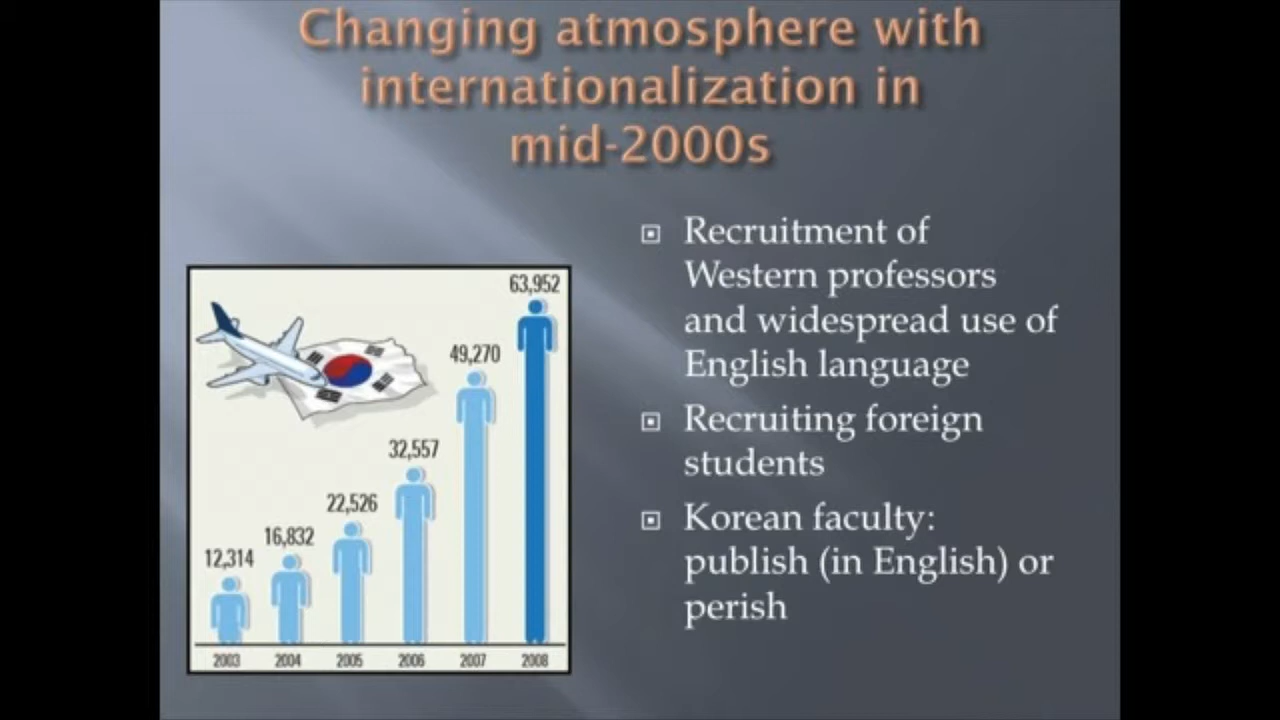 Changing atmosphere with
internationalization in
mid-2000s
63,952
49,270
32,557
22,526
16,832
12,314
2003 2004 2005 2006 2007 2008
Recruitment of
Western professors
and widespread use of
English language
Recruiting foreign
students
Korean faculty:
publish (in English) or
perish